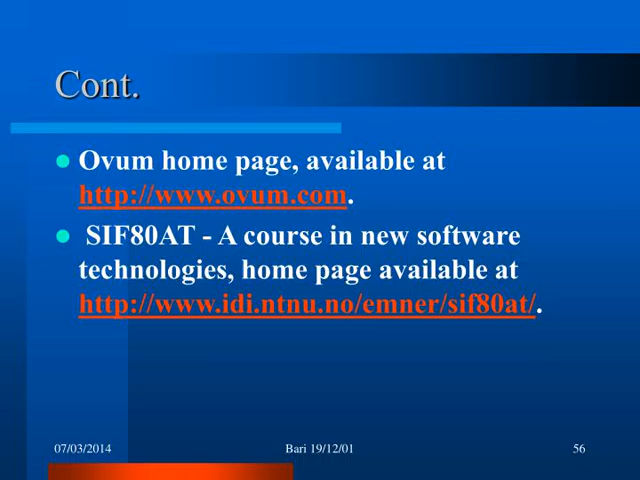 Cont.
Ovum home page, available at
http://www.ovum.com.
SIF80AT - A course in new software
technologies, home page available at
http://www.idi.ntnu.no/emner/sif80at/.
07/03/2014
Bari 19/12/01
56